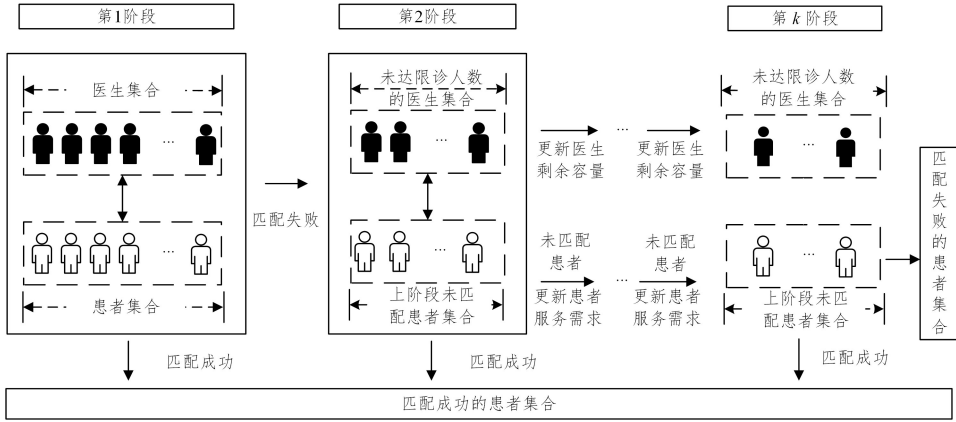 第1阶段
第2阶段
第 k 阶段
医生集合
...
患者集合
...
匹配成功
匹配失败
未达限诊人数
的医生集合
...
上阶段未匹
配患者集合
...
匹配成功
更新医生
剩余容量
...
更新医生
剩余容量
未匹配
患者
更新患者
服务需求
...
未匹配
患者
更新患者
服务需求
未达限诊人数
的医生集合
...
上阶段未匹
配患者集合
...
匹配成功
匹配失败的患者集合
匹配成功的患者集合